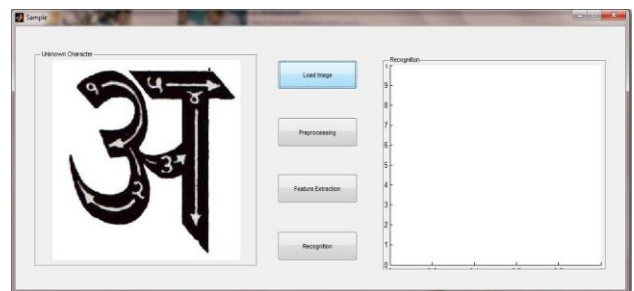 Sample
Unknown Character
अ
१
५
४
३
२
Load Image
Preprocessing
Feature Extraction
Recognition
Recognition
9
8
7
6
5
4
3
2
1
0